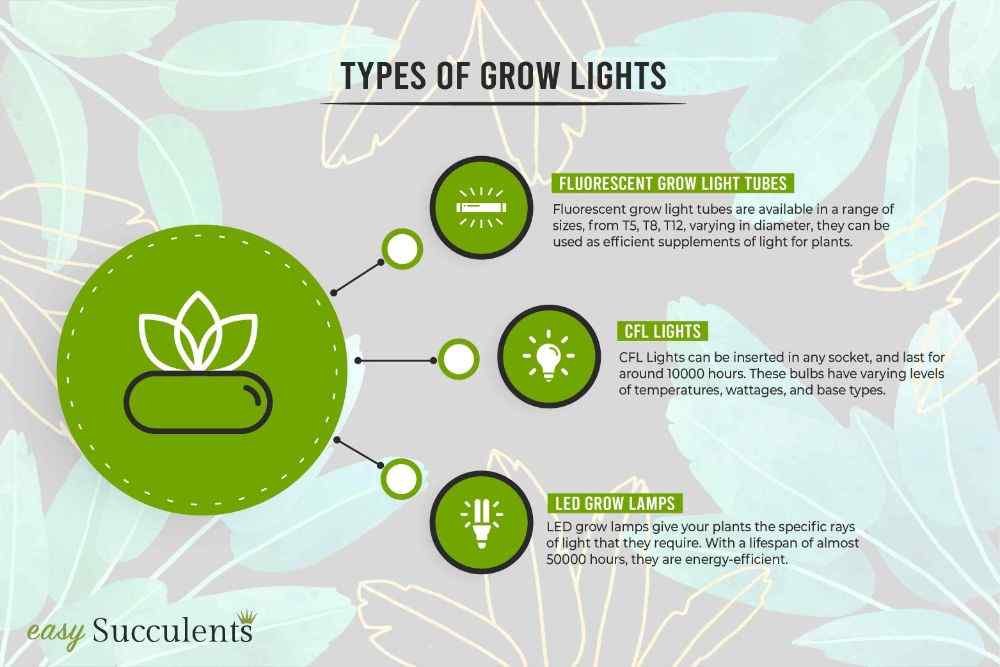 TYPES OF GROW LIGHTS
FLUORESCENT GROW LIGHT TUBES
Fluorescent grow light tubes are available in a range of
sizes, from T5, T8, T12, varying in diameter, they can be
used as efficient supplements of light for plants.
CFL LIGHTS
CFL Lights can be inserted in any socket, and last for
around 10000 hours. These bulbs have varying levels
of temperatures, wattages, and base types.
LED GROW LAMPS
LED grow lamps give your plants the specific rays
of light that they require. With a lifespan of almost
50000 hours, they are energy-efficient.
easy Succulents